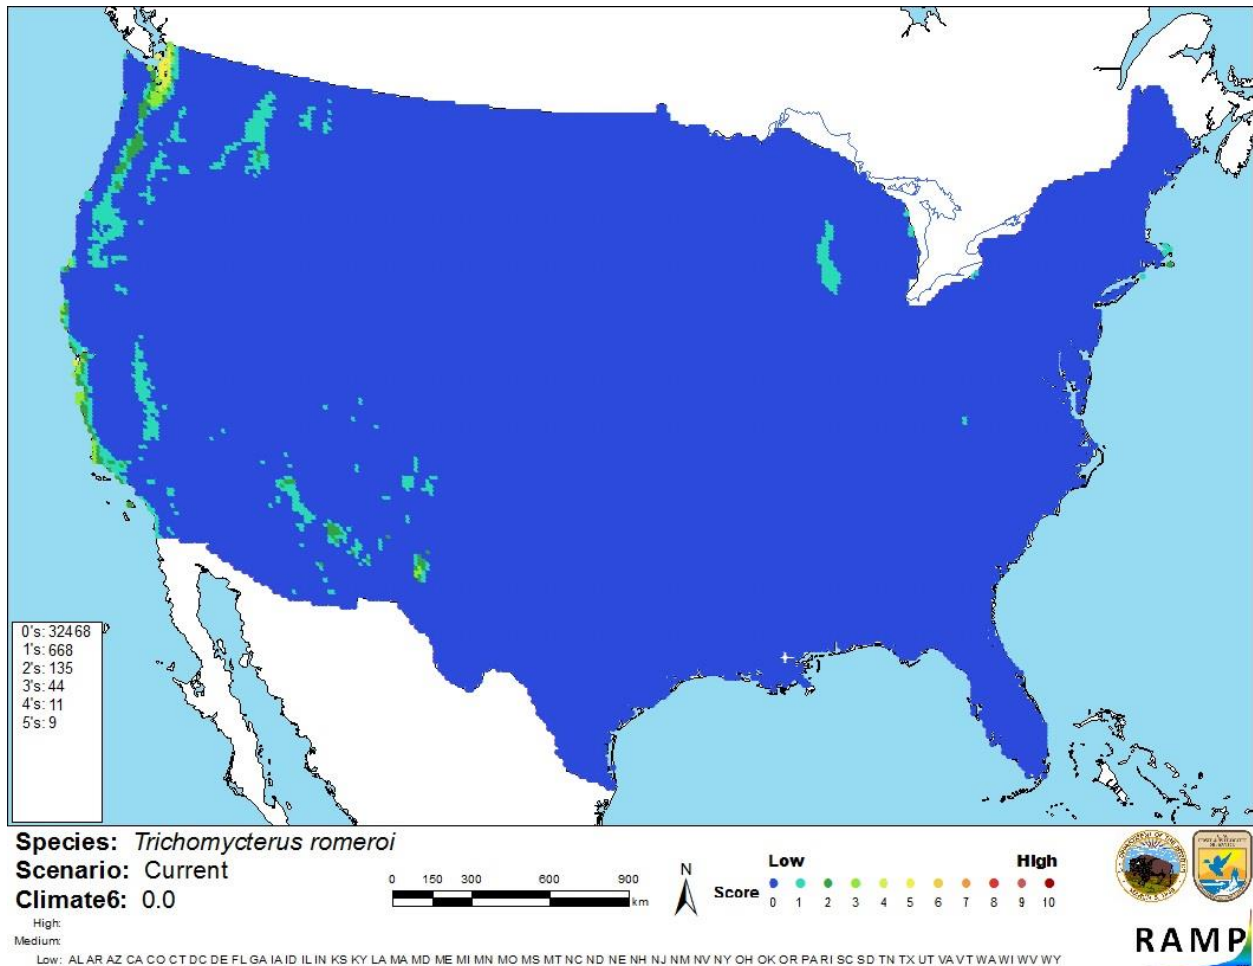 0's: 32468
1's: 668
2's: 135
3's: 44
4's: 11
5's: 9
Species: Trichomycterus romeroi
Scenario: Current
Climate6: 0.0
High:
Medium:
Low: AL AR AZ CA CO CT DC DE FL GA IA ID IL IN KS KY LA MA MD ME MI MN MO MS MT NC ND NE NH NJ NM NV NY OH OK OR PA RI SC SD TN TX UT VA VT WA WI WV WY
0 150 300 600 900
km
N
Low High
Score 0 1 2 3 4 5 6 7 8 9 10
RAMP